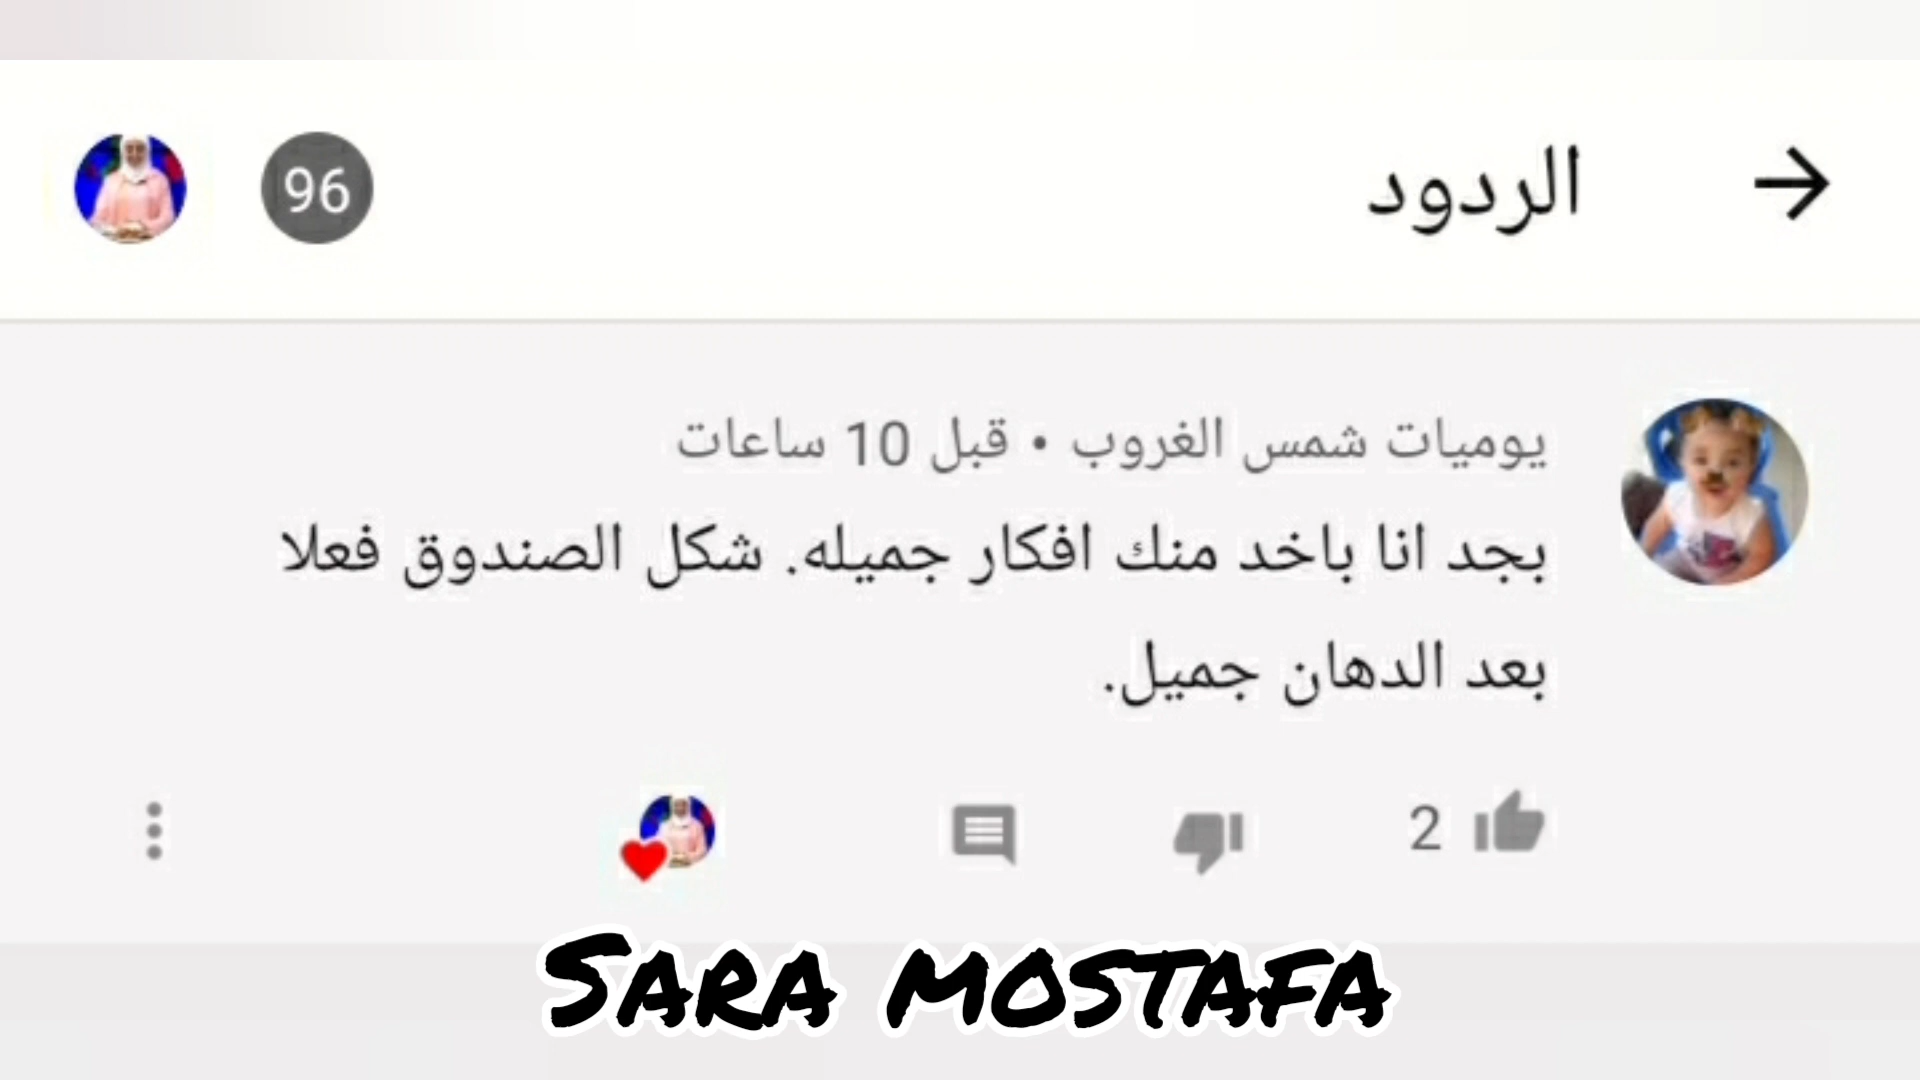 الردود
96
يوميات شمس الغروب • قبل 10 ساعات
بجد انا باخد منك افكار جميله. شكل الصندوق فعلا
بعد الدهان جميل.
2
SARA MOSTAFA